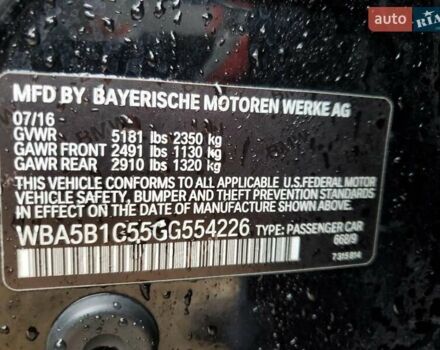 AUTO
RIA
MFD BY. BAYERISCHE MOTOREN WERKE AG
07/16
GVWR 5181 lbs 2350 kg
GAWR FRONT 2491 lbs 1130 kg
GAWR REAR 2910 lbs 1320 kg
THIS VEHICLE CONFORMS TO ALL APPLICABLE U.S. FEDERAL MOTOR
VEHICLE SAFETY, BUMPER AND THEFT PREVENTION STANDARDS
IN EFFECT ON THE DATE OF MANUFACTURE SHOWN ABOVE.
WBA5B1C55GG554226 TYPE: PASSENGER CAR
668/9
7 315 814